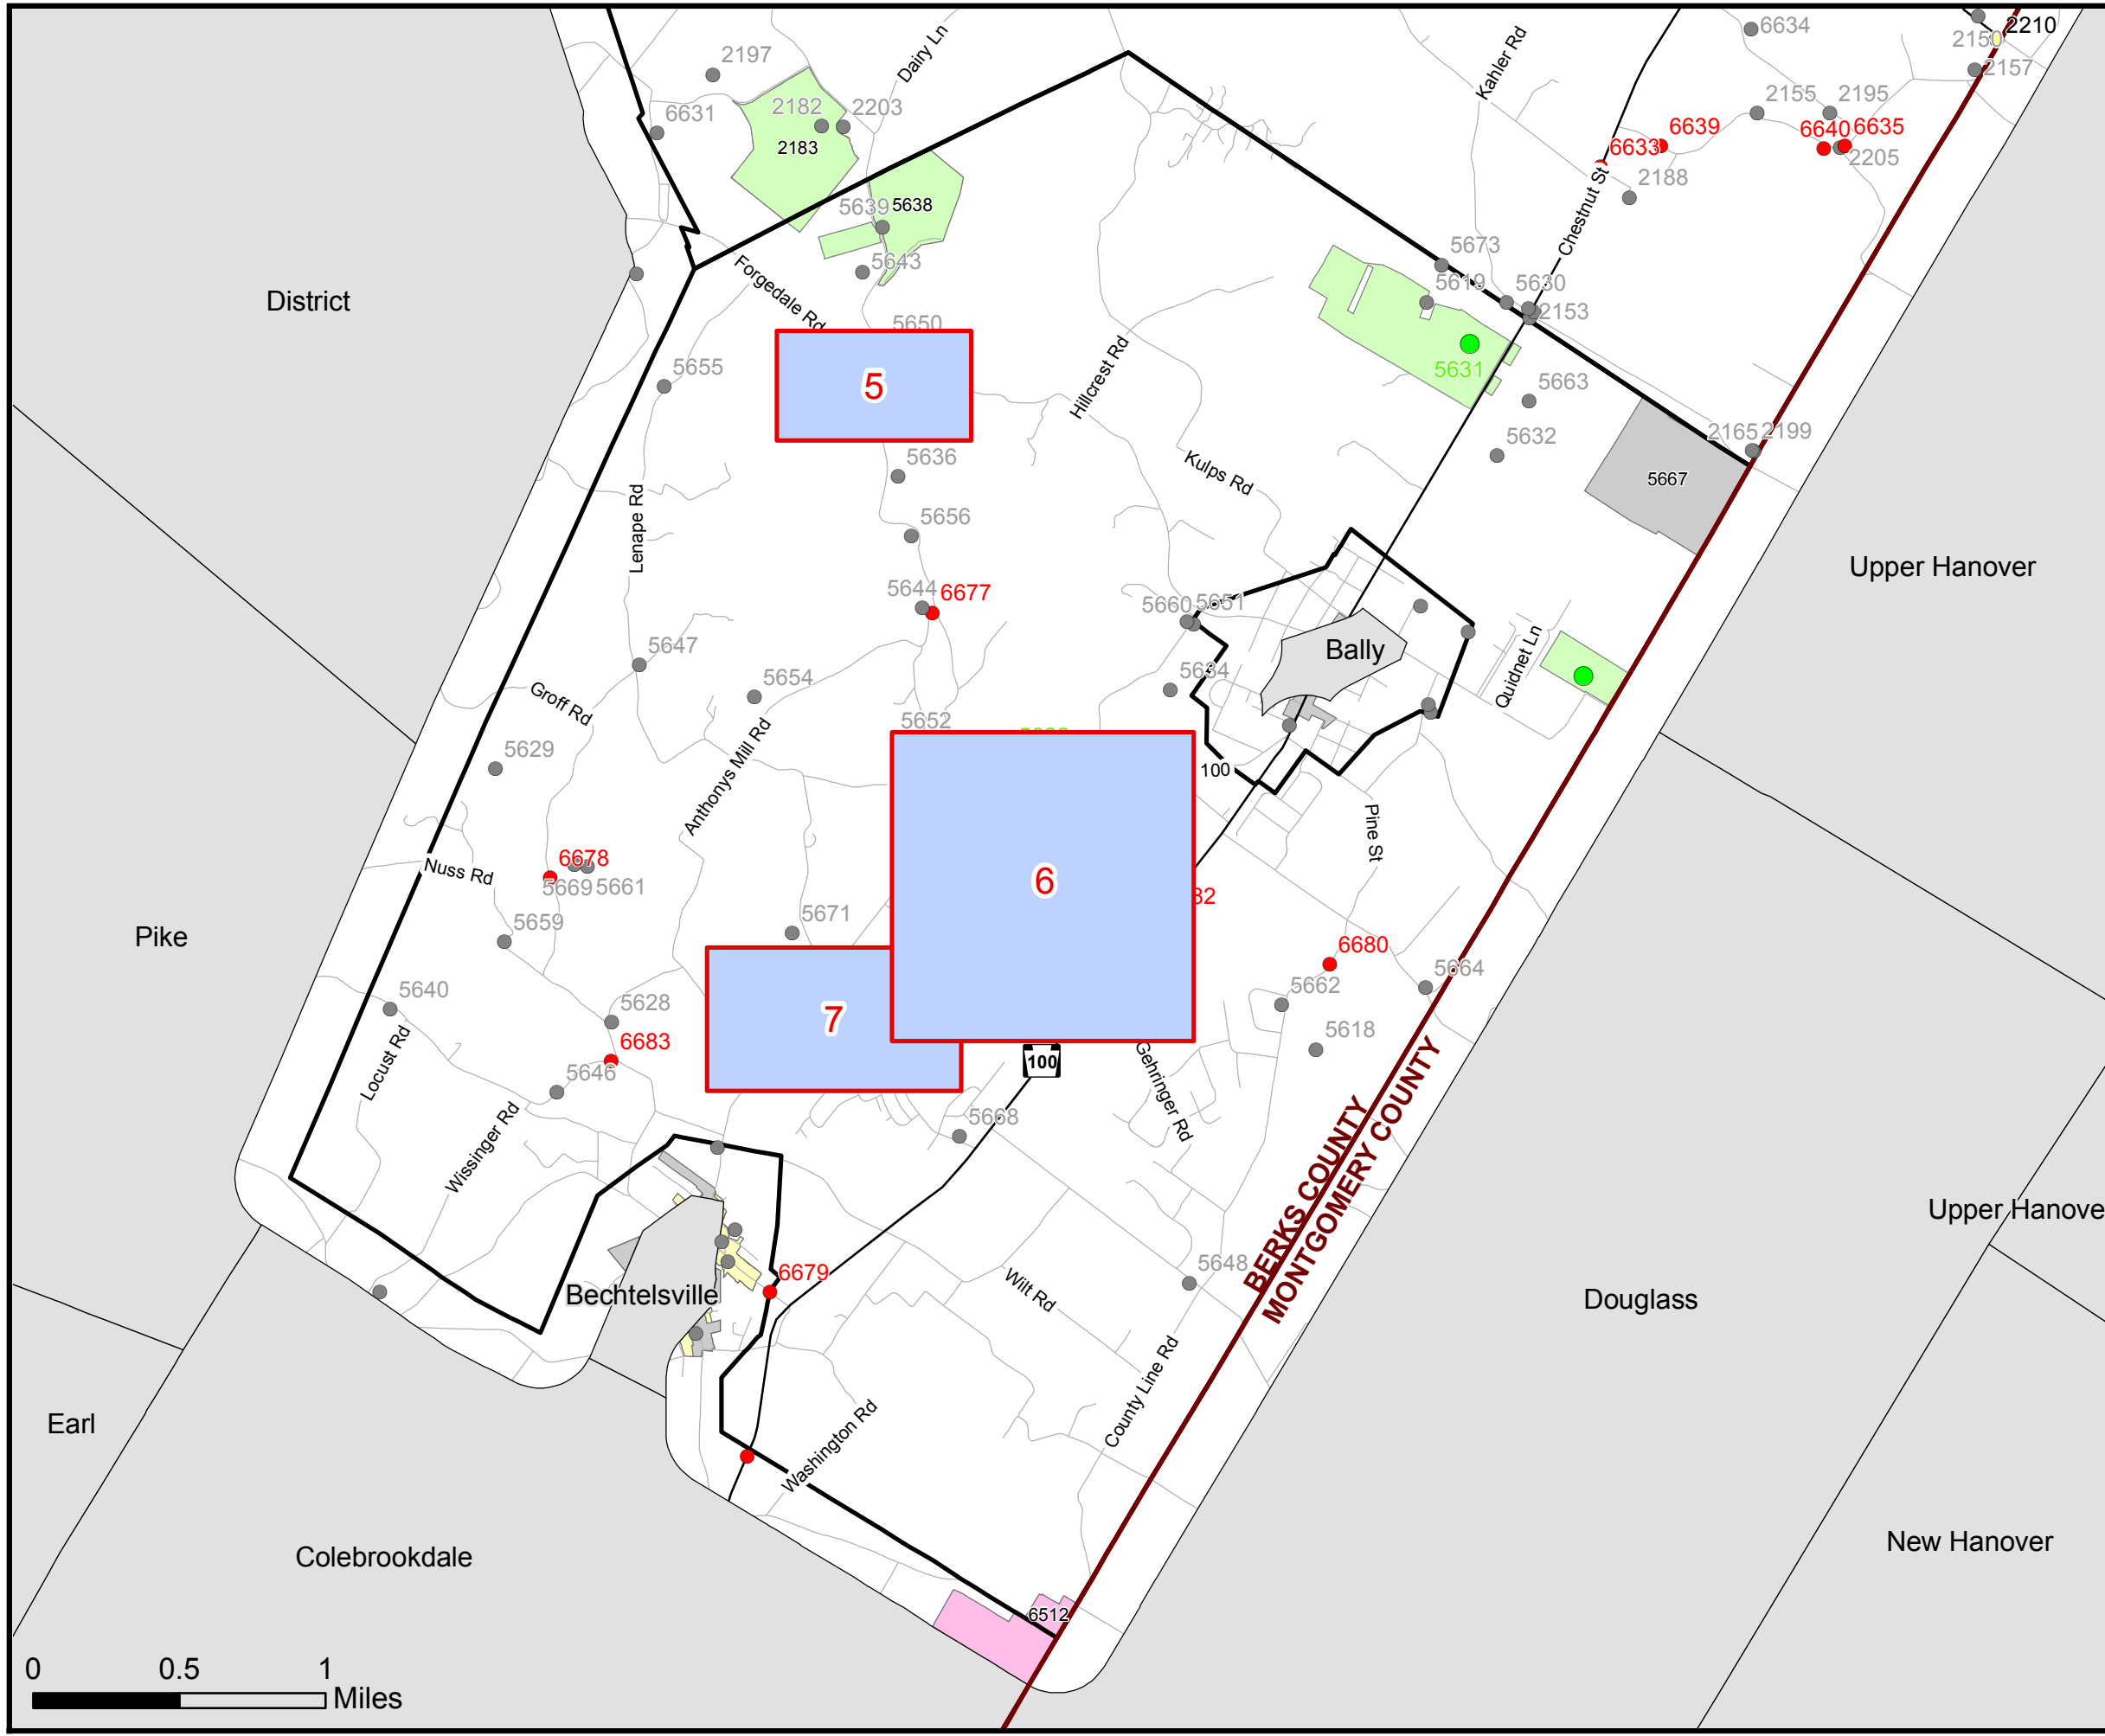 6634
2210
2150
2197
Dairy Ln
Kahler Rd
2157
2182
2203
6631
2183
2155
2195
6639
6640
6635
6633
2205
2188
5639
5638
Chestnut St
5643
5673
Forgedale Rd
District
5619
5630
2153
5650
5655
5
Hillcrest Rd
5631
5663
5632
2165
2199
5636
Kulps Rd
5667
Lenape Rd
5656
Upper Hanover
5644
6677
5660
5651
5647
Bally
5654
5634
Quidnet Ln
Groff Rd
5652
5629
100
Anthonys Mill Rd
Pine St
6678
Nuss Rd
5669
5661
6
82
5671
5659
Pike
6680
5664
5640
5628
5662
7
5618
6683
100
Locust Rd
5646
Gehringer Rd
5668
Wissinger Rd
BERKS COUNTY
MONTGOMERY COUNTY
Upper Hanove
5648
6679
Wilt Rd
Bechtelsville
Douglass
County Line Rd
Earl
Washington Rd
New Hanover
Colebrookdale
6512
0 0.5 1
Miles